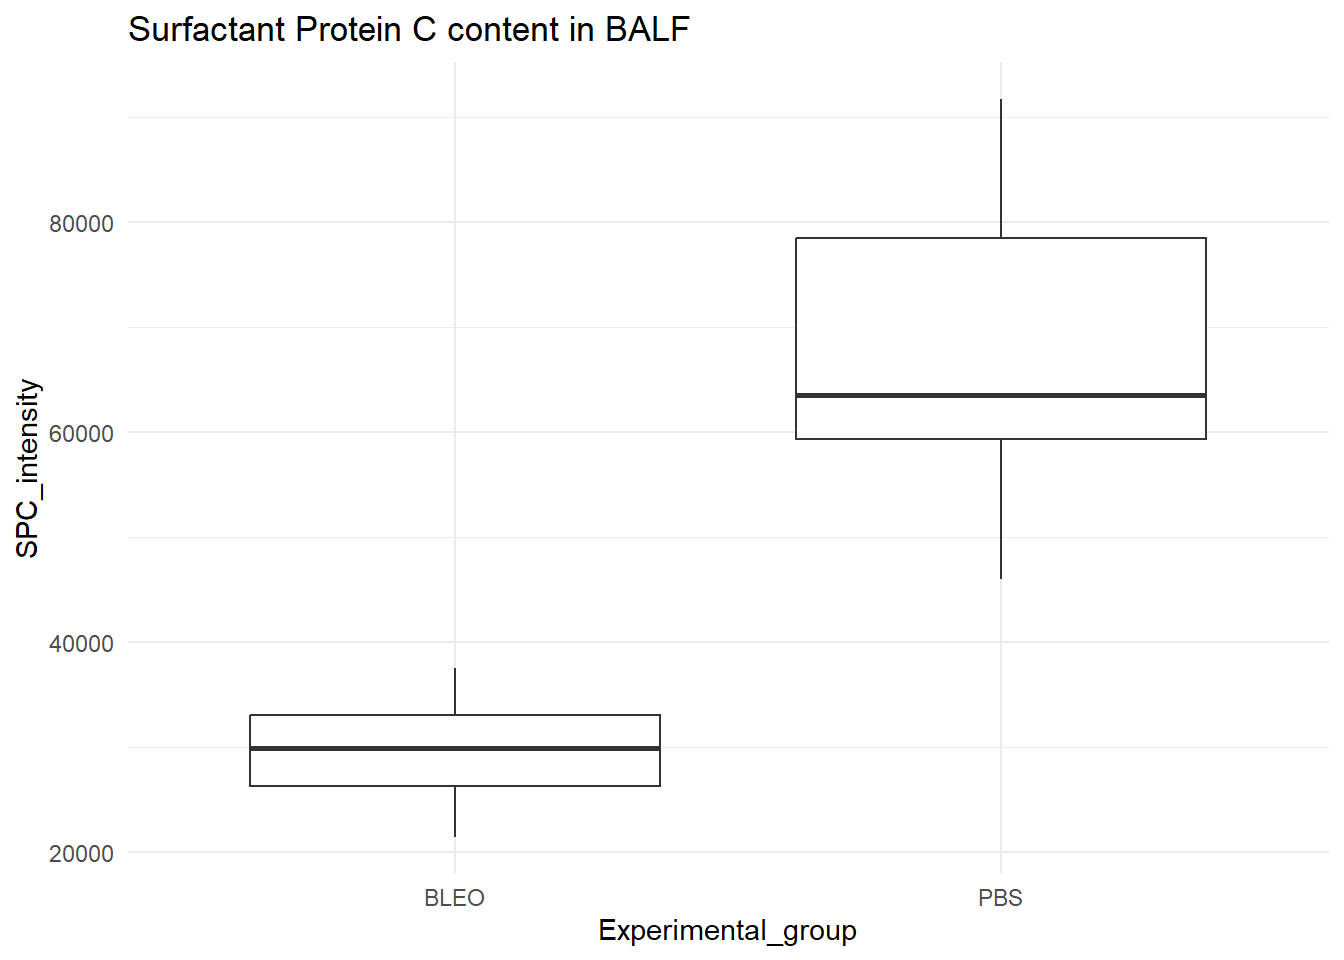 Surfactant Protein C content in BALF
SPC_intensity
80000
60000
40000
20000
BLEO
PBS
Experimental_group